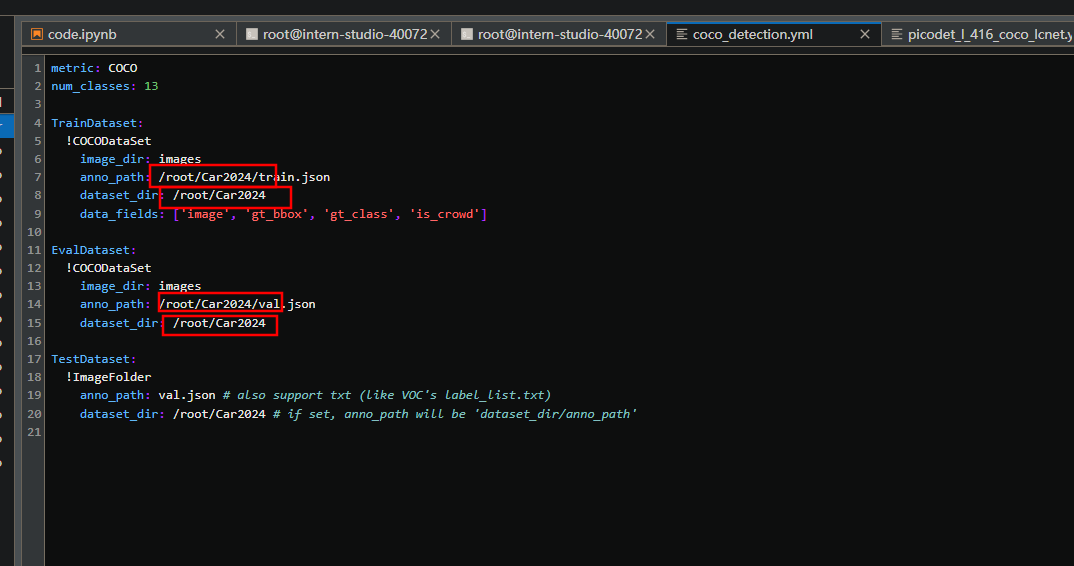 code.ipynb
root@intern-studio-40072
root@intern-studio-40072
coco_detection.yml
picodet_l_416_coco_lcnet.y
1 metric: COCO
2 num_classes: 13
3
4 TrainDataset:
5 !COCODataSet
6 image_dir: images
7 anno_path: /root/Car2024/train.json
8 dataset_dir: /root/Car2024
9 data_fields: ['image', 'gt_bbox', 'gt_class', 'is_crowd']
10
11 EvalDataset:
12 !COCODataSet
13 image_dir: images
14 anno_path: /root/Car2024/val.json
15 dataset_dir: /root/Car2024
16
17 TestDataset:
18 !ImageFolder
19 anno_path: val.json # also support txt (like VOC's label_list.txt)
20 dataset_dir: /root/Car2024 # if set, anno_path will be 'dataset_dir/anno_path'
21